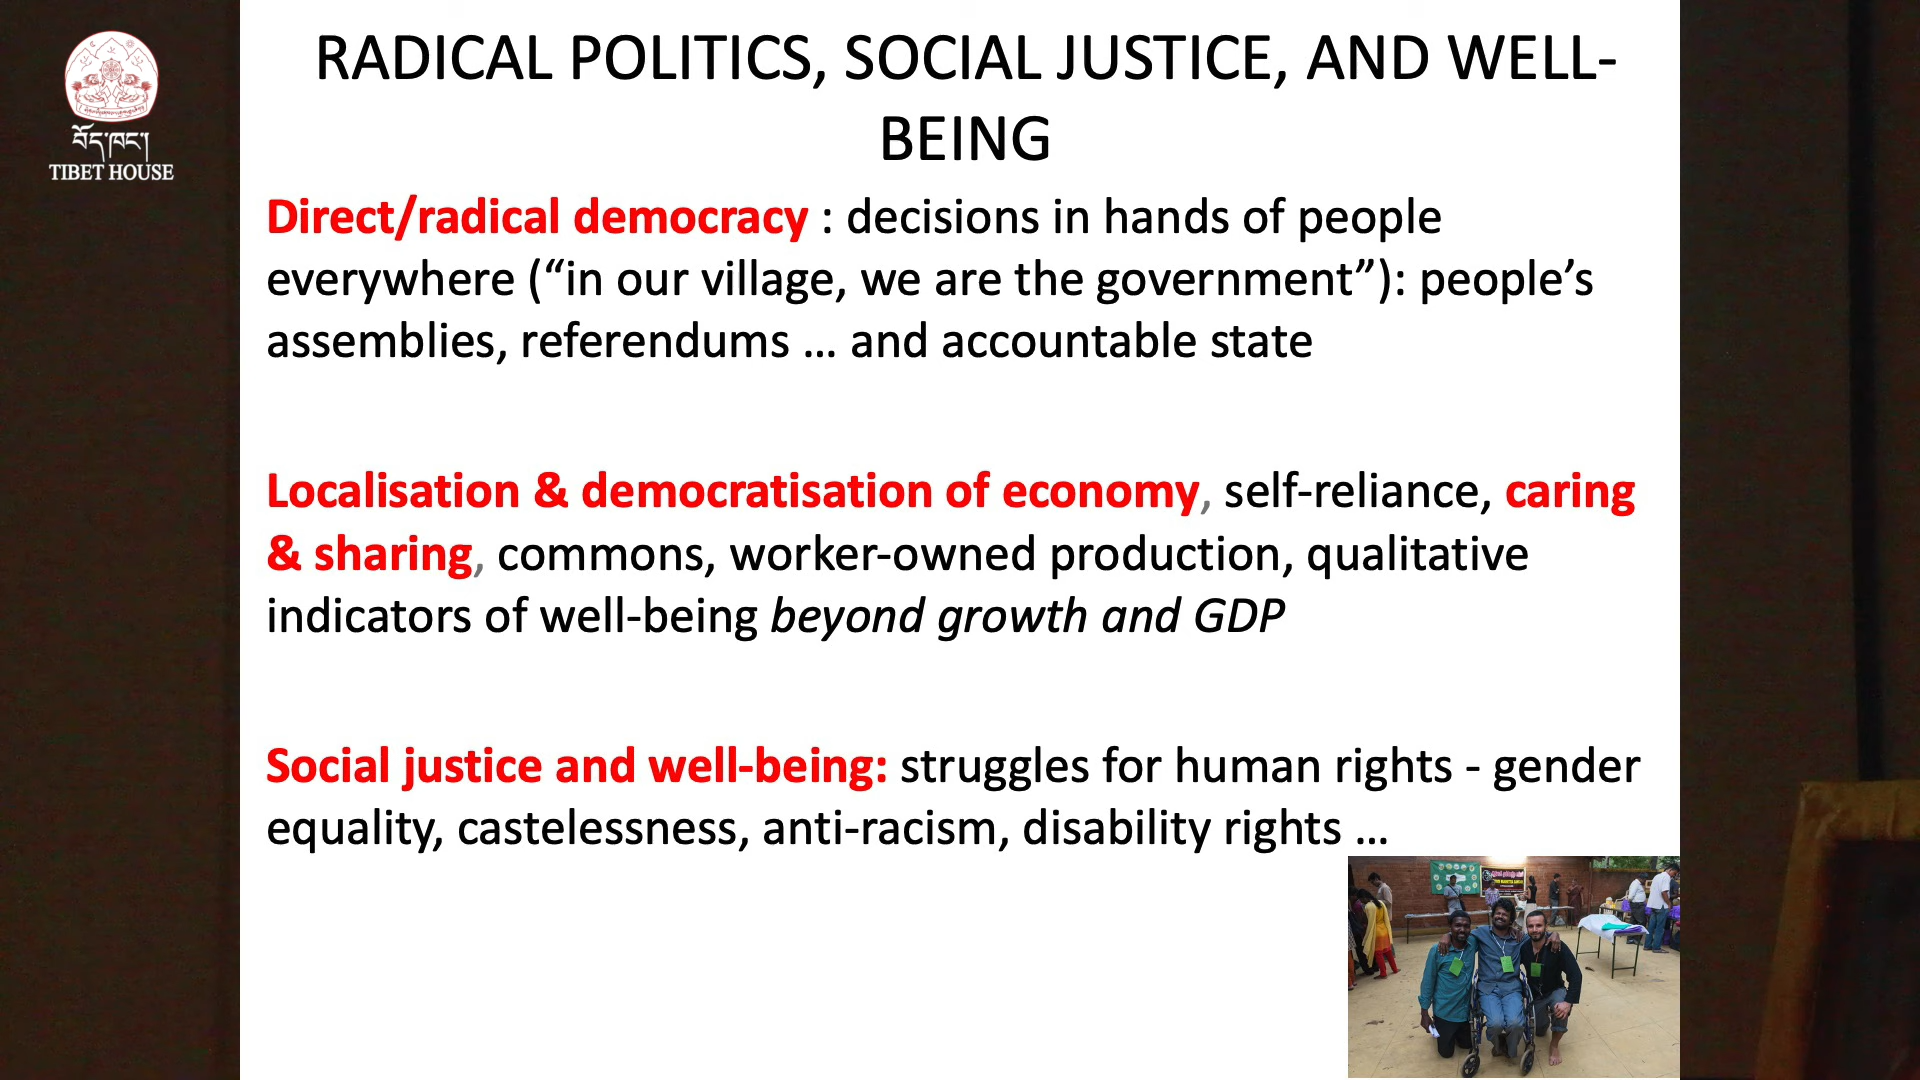 བོད་ཁང།
TIBET HOUSE
RADICAL POLITICS, SOCIAL JUSTICE, AND WELL-
BEING
Direct/radical democracy : decisions in hands of people
everywhere (“in our village, we are the government”): people’s
assemblies, referendums … and accountable state
Localisation & democratisation of economy, self-reliance, caring
& sharing, commons, worker-owned production, qualitative
indicators of well-being beyond growth and GDP
Social justice and well-being: struggles for human rights - gender
equality, castelessness, anti-racism, disability rights …